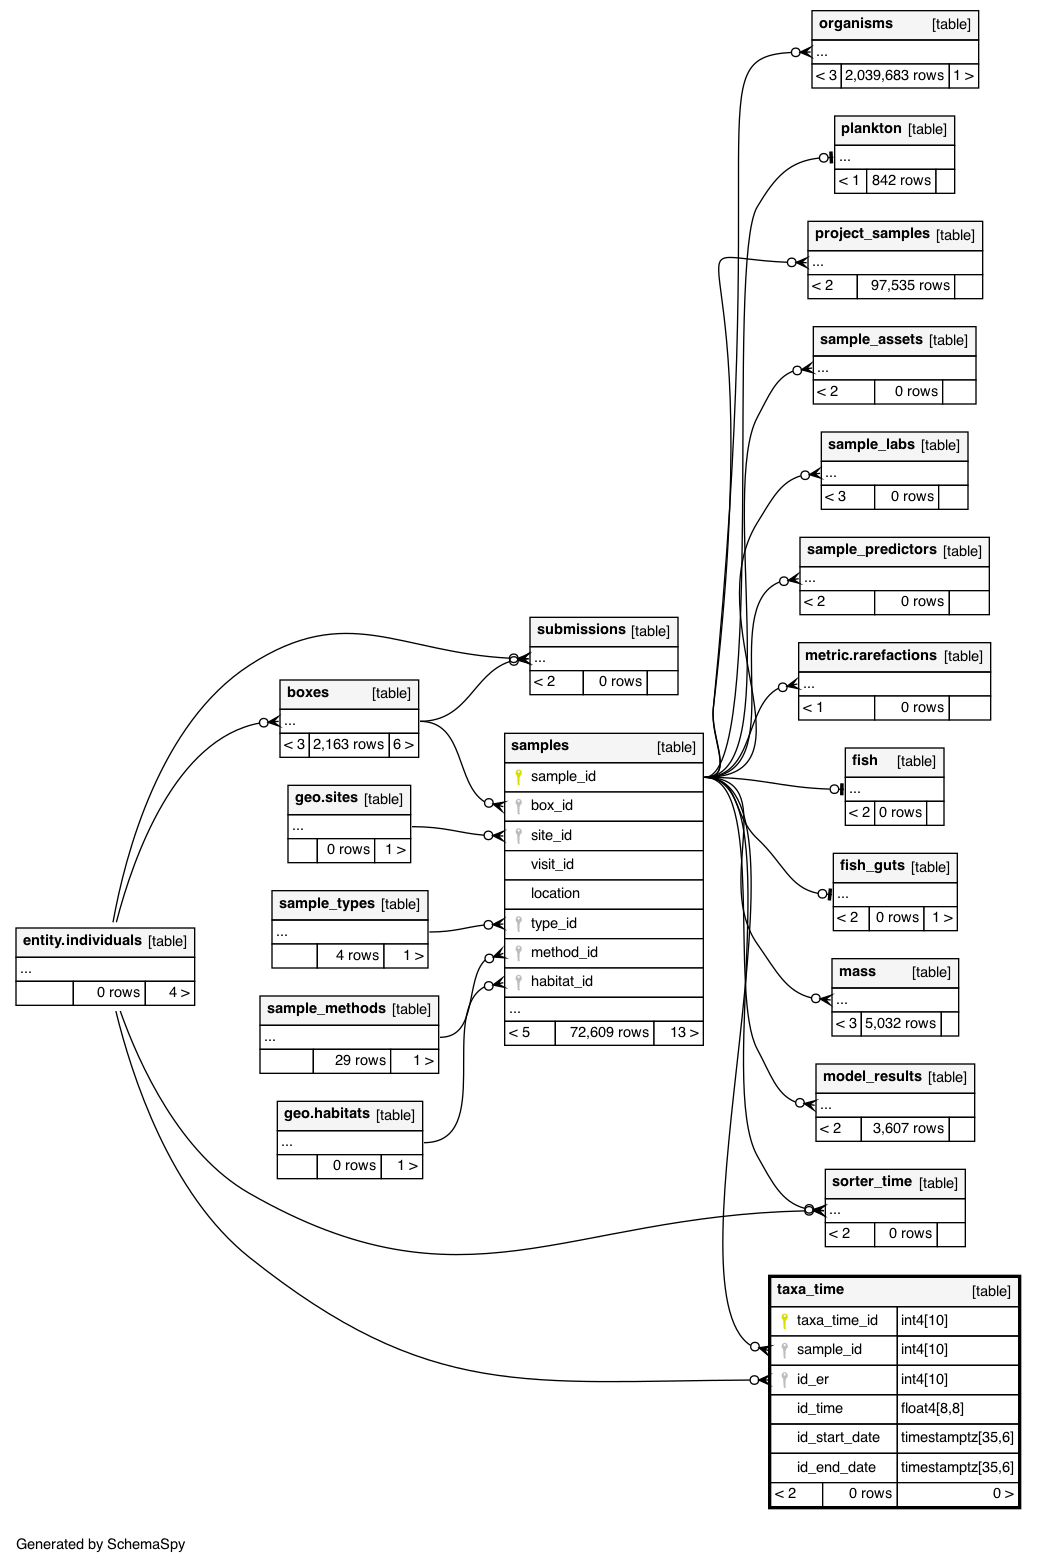 organisms [table]
...
< 3 2,039,683 rows 1 >
plankton [table]
...
< 1 842 rows
project_samples [table]
...
< 2 97,535 rows
sample_assets [table]
...
< 2 0 rows
sample_labs [table]
...
< 3 0 rows
sample_predictors [table]
...
< 2 0 rows
metric.rarefactions [table]
...
< 1 0 rows
fish [table]
...
< 2 0 rows
fish_guts [table]
...
< 2 0 rows 1 >
mass [table]
...
< 3 5,032 rows
model_results [table]
...
< 2 3,607 rows
sorter_time [table]
...
< 2 0 rows
submissions [table]
...
< 2 0 rows
boxes [table]
...
< 3 2,163 rows 6 >
geo.sites [table]
...
0 rows 1 >
sample_types [table]
...
4 rows 1 >
sample_methods [table]
...
29 rows 1 >
geo.habitats [table]
...
0 rows 1 >
entity.individuals [table]
...
0 rows 4 >
samples [table]
sample_id
box_id
site_id
visit_id
location
type_id
method_id
habitat_id
...
< 5 72,609 rows 13 >
taxa_time [table]
taxa_time_id int4[10]
sample_id int4[10]
id_er int4[10]
id_time float4[8,8]
id_start_date timestamptz[35,6]
id_end_date timestamptz[35,6]
< 2 0 rows 0 >
Generated by SchemaSpy